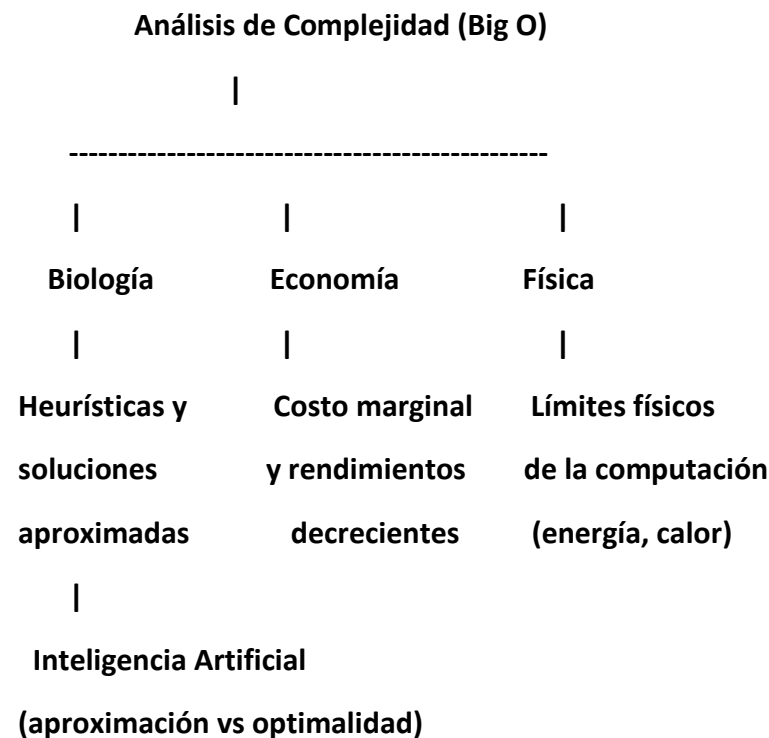 Análisis de Complejidad (Big O)
|
------------------------------------------------
| | |
Biología Economía Física
| | |
Heurísticas y Costo marginal Límites físicos
soluciones y rendimientos de la computación
aproximadas decrecientes (energía, calor)
|
Inteligencia Artificial
(aproximación vs optimalidad)